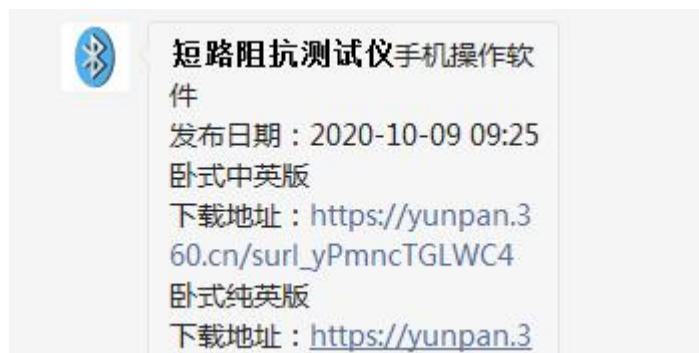 短路阻抗测试仪手机操作软
件
发布日期：2020-10-09 09:25
卧式中英版
下载地址：https://yunpan.3
60.cn/surl_yPmncTGLWC4
卧式纯英版
下载地址：https://yunpan.3